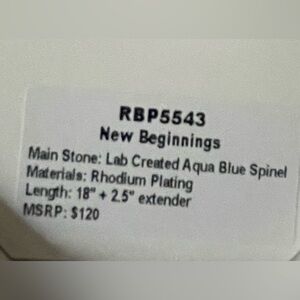 RBP5543
New Beginnings
Main Stone: Lab Created Aqua Blue Spinel
Materials: Rhodium Plating
Length: 18" + 2.5" extender
MSRP: $120